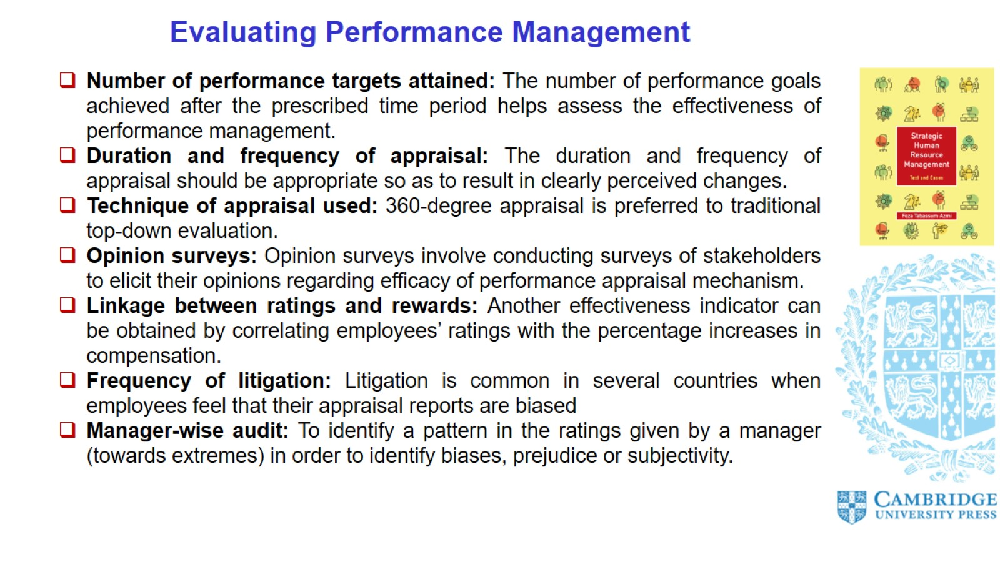 Evaluating Performance Management
❑ Number of performance targets attained: The number of performance goals
achieved after the prescribed time period helps assess the effectiveness of
performance management.
❑ Duration and frequency of appraisal: The duration and frequency of
appraisal should be appropriate so as to result in clearly perceived changes.
❑ Technique of appraisal used: 360-degree appraisal is preferred to traditional
top-down evaluation.
❑ Opinion surveys: Opinion surveys involve conducting surveys of stakeholders
to elicit their opinions regarding efficacy of performance appraisal mechanism.
❑ Linkage between ratings and rewards: Another effectiveness indicator can
be obtained by correlating employees’ ratings with the percentage increases in
compensation.
❑ Frequency of litigation: Litigation is common in several countries when
employees feel that their appraisal reports are biased
❑ Manager-wise audit: To identify a pattern in the ratings given by a manager
(towards extremes) in order to identify biases, prejudice or subjectivity.
Strategic
Human
Resource
Management
Text and Cases
Feza Tabassum Azmi
CAMBRIDGE
UNIVERSITY PRESS